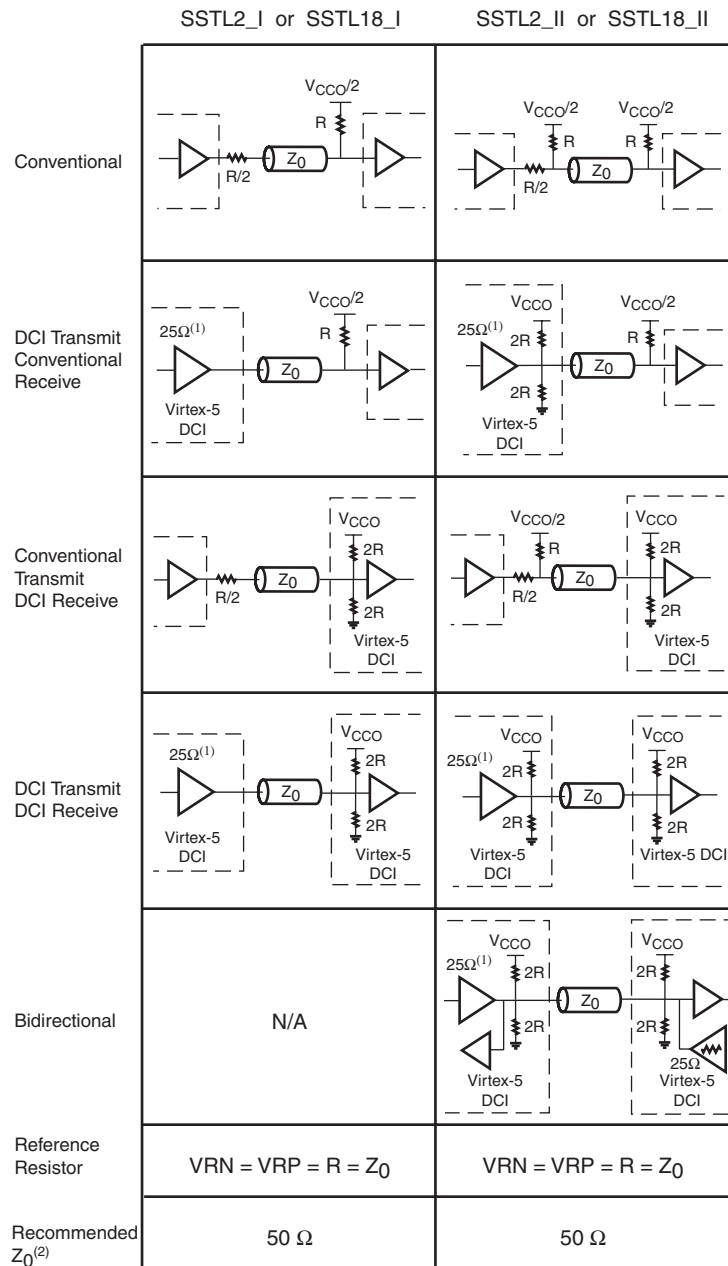 SSTL2_I or SSTL18_I
SSTL2_II or SSTL18_II
Conventional
R/2
Z0
R
VCCO/2
R/2
VCCO/2
R
Z0
VCCO/2
R
DCI Transmit
Conventional
Receive
25Ω(1)
Virtex-5
DCI
Z0
VCCO/2
R
25Ω(1)
VCCO
2R
2R
Virtex-5
DCI
Z0
VCCO/2
R
Conventional
Transmit
DCI Receive
R/2
Z0
VCCO
2R
2R
Virtex-5
DCI
R/2
VCCO/2
R
Z0
VCCO
2R
2R
Virtex-5
DCI
DCI Transmit
DCI Receive
25Ω(1)
Virtex-5
DCI
Z0
VCCO
2R
2R
Virtex-5
DCI
25Ω(1)
VCCO
2R
2R
Virtex-5
DCI
Z0
VCCO
2R
2R
Virtex-5 DCI
Bidirectional
N/A
25Ω(1)
VCCO
2R
2R
Virtex-5
DCI
Z0
VCCO
2R
2R
25Ω
Virtex-5
DCI
Reference
Resistor
VRN = VRP = R = Z0
VRN = VRP = R = Z0
Recommended
Z0(2)
50 Ω
50 Ω